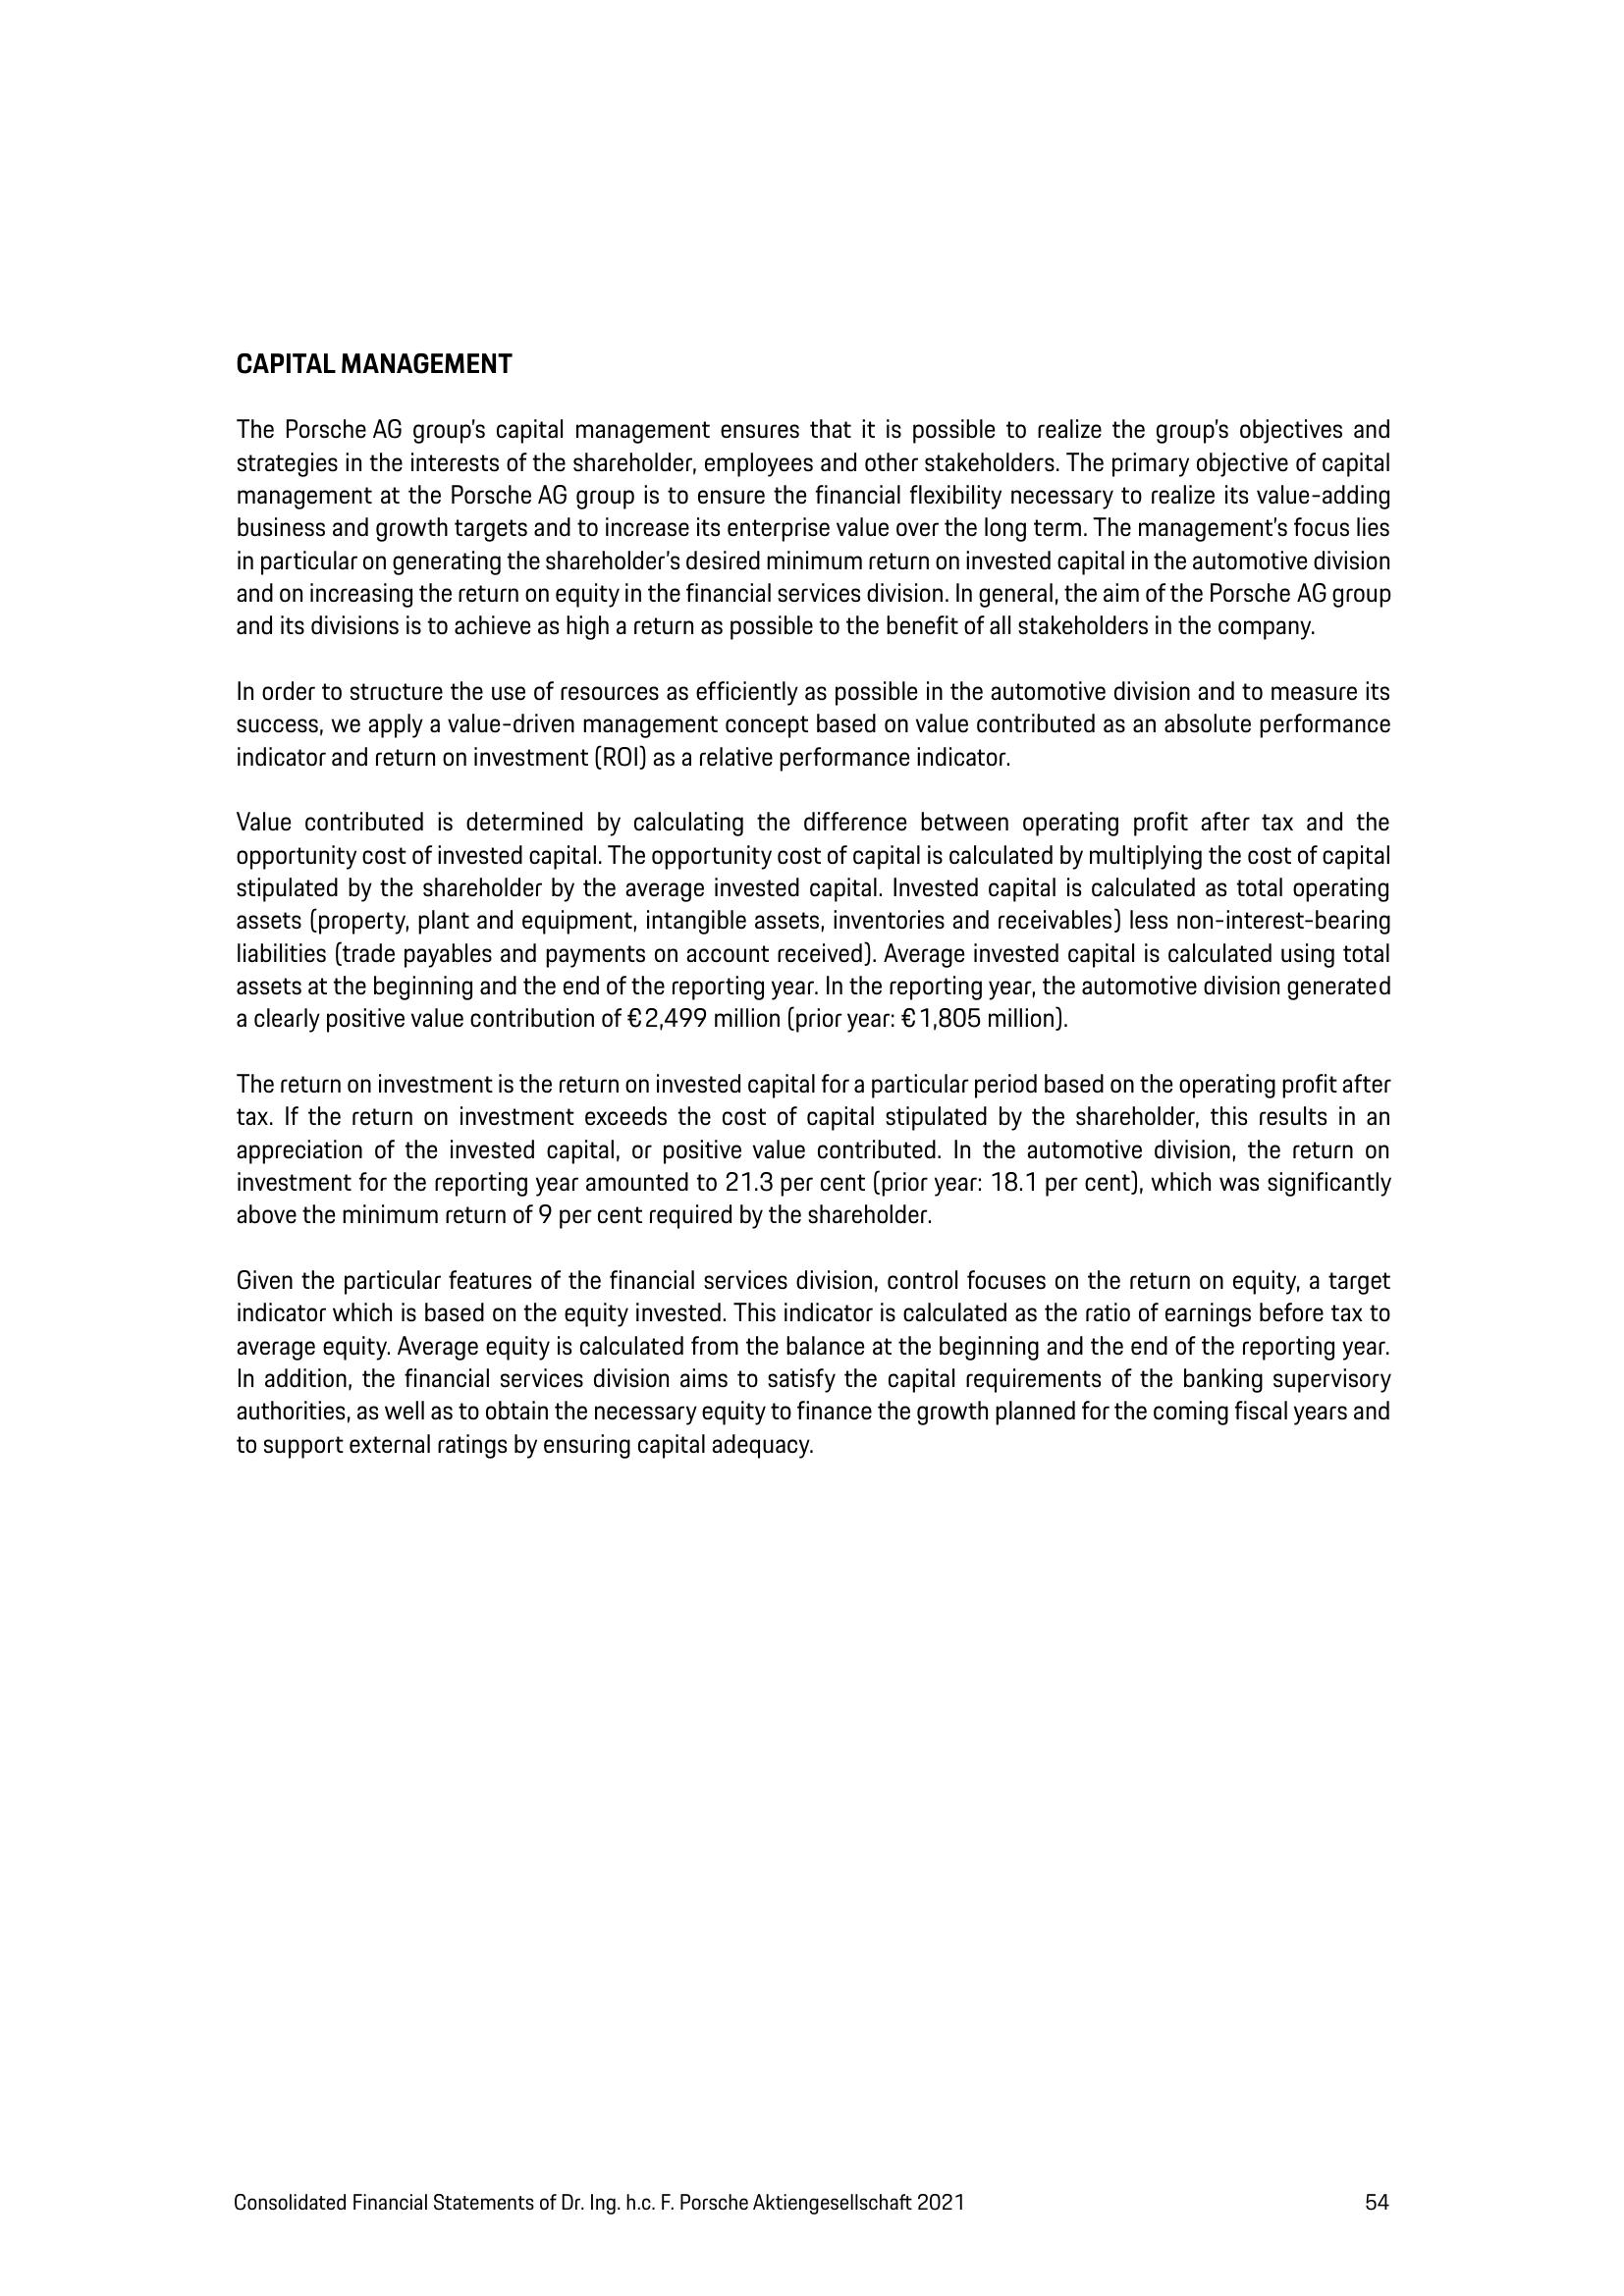 CAPITAL MANAGEMENT
The Porsche AG group's capital management ensures that it is possible to realize the group's objectives and
strategies in the interests of the shareholder, employees and other stakeholders. The primary objective of capital
management at the Porsche AG group is to ensure the financial flexibility necessary to realize its value-adding
business and growth targets and to increase its enterprise value over the long term. The management's focus lies
in particular on generating the shareholder's desired minimum return on invested capital in the automotive division
and on increasing the return on equity in the financial services division. In general, the aim of the Porsche AG group
and its divisions is to achieve as high a return as possible to the benefit of all stakeholders in the company.
In order to structure the use of resources as efficiently as possible in the automotive division and to measure its
success, we apply a value-driven management concept based on value contributed as an absolute performance
indicator and return on investment (ROI) as a relative performance indicator.
Value contributed is determined by calculating the difference between operating profit after tax and the
opportunity cost of invested capital. The opportunity cost of capital is calculated by multiplying the cost of capital
stipulated by the shareholder by the average invested capital. Invested capital is calculated as total operating
assets (property, plant and equipment, intangible assets, inventories and receivables) less non-interest-bearing
liabilities (trade payables and payments on account received). Average invested capital is calculated using total
assets at the beginning and the end of the reporting year. In the reporting year, the automotive division generated
a clearly positive value contribution of € 2,499 million (prior year: € 1,805 million).
The return on investment is the return on invested capital for a particular period based on the operating profit after
tax. If the return on investment exceeds the cost of capital stipulated by the shareholder, this results in an
appreciation of the invested capital, or positive value contributed. In the automotive division, the return on
investment for the reporting year amounted to 21.3 per cent (prior year: 18.1 per cent), which was significantly
above the minimum return of 9 per cent required by the shareholder.
Given the particular features of the financial services division, control focuses on the return on equity, a target
indicator which is based on the equity invested. This indicator is calculated as the ratio of earnings before tax to
average equity. Average equity is calculated from the balance at the beginning and the end of the reporting year.
In addition, the financial services division aims to satisfy the capital requirements of the banking supervisory
authorities, as well as to obtain the necessary equity to finance the growth planned for the coming fiscal years and
to support external ratings by ensuring capital adequacy.
Consolidated Financial Statements of Dr. Ing. h.c. F. Porsche Aktiengesellschaft 2021 54